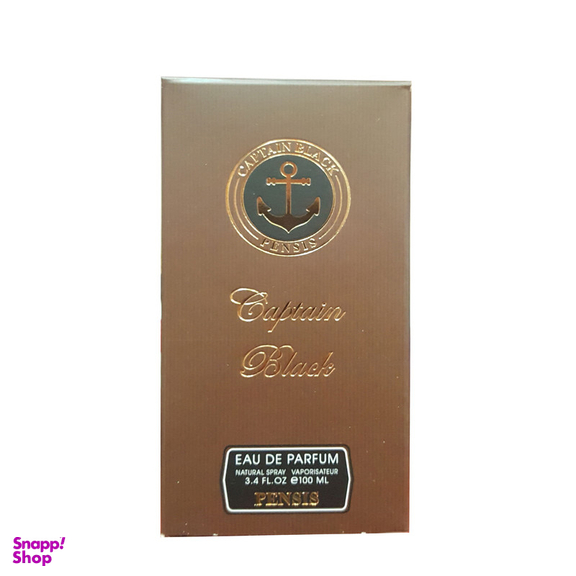 CAPTAIN BLACK
PENSIS
Captain
Black
EAU DE PARFUM
NATURAL SPRAY VAPORISATEUR
3.4 FL.OZ ℮100 ML
PENSIS
Snapp!
Shop